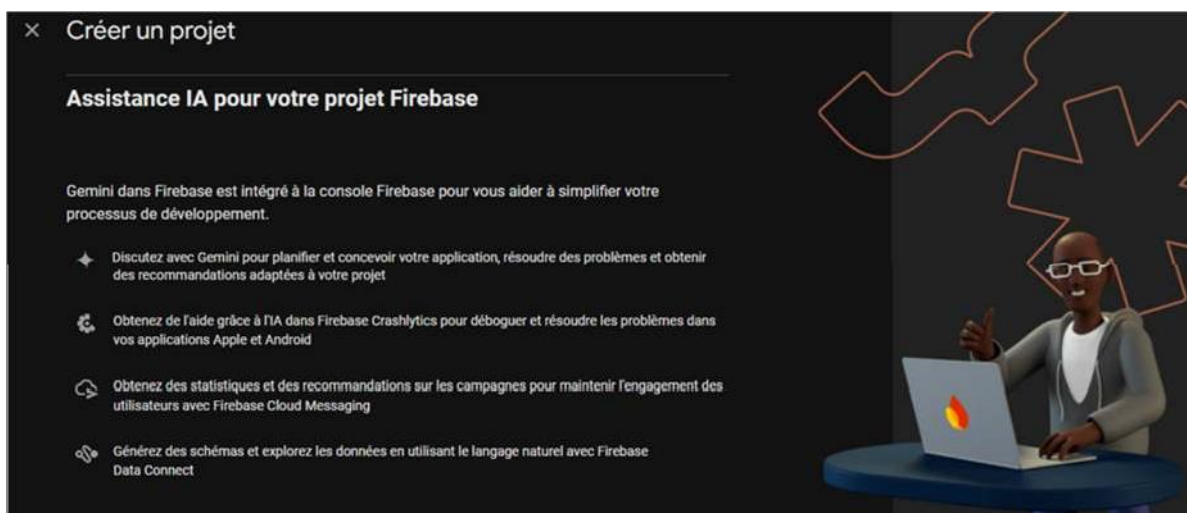 Créer un projet
Assistance IA pour votre projet Firebase
Gemini dans Firebase est intégré à la console Firebase pour vous aider à simplifier votre
processus de développement.
Discutez avec Gemini pour planifier et concevoir votre application, résoudre des problèmes et obtenir
des recommandations adaptées à votre projet
Obtenez de l'aide grâce à l'IA dans Firebase Crashlytics pour déboguer et résoudre les problèmes dans
vos applications Apple et Android
Obtenez des statistiques et des recommandations sur les campagnes pour maintenir l'engagement des
utilisateurs avec Firebase Cloud Messaging
Générez des schémas et explorez les données en utilisant le langage naturel avec Firebase
Data Connect